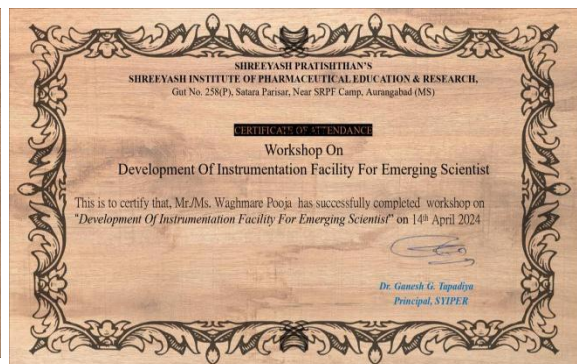 SHREEYASH PRATISHTHAN'S
SHREEYASH INSTITUTE OF PHARMACEUTICAL EDUCATION & RESEARCH,
Gut No. 258(P), Satara Parisar, Near SRPF Camp, Aurangabad (MS)
CERTIFICATE OF ATTENDANCE
Workshop On
Development Of Instrumentation Facility For Emerging Scientist
This is to certify that, Mr./Ms. Waghmare Pooja has successfully completed workshop on
"Development Of Instrumentation Facility For Emerging Scientist" on 14th April 2024
Dr. Ganesh G. Tapadiya
Principal, SYIPER